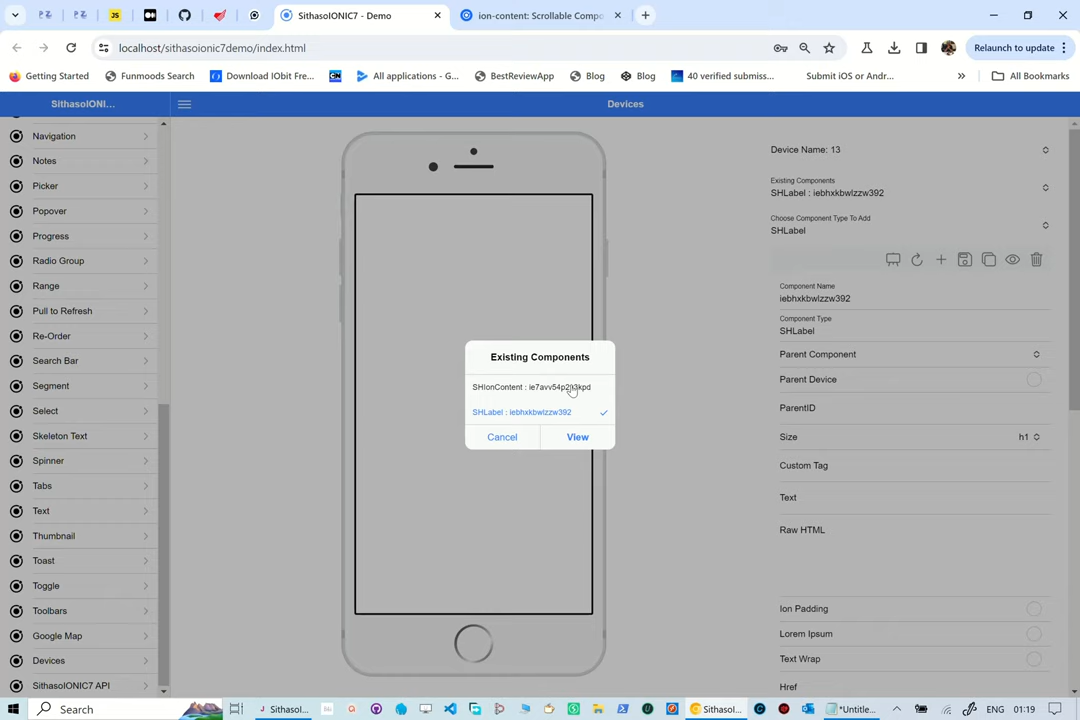 SithasoIONIC7 - Demo
ion-content: Scrollable Compo
localhost/sithasoionic7demo/index.html
Relaunch to update
Getting Started
Funmoods Search
Download IObit Fre...
All applications - G...
BestReviewApp
Blog
Blog
40 verified submiss...
Submit iOS or Andr...
All Bookmarks
SithasoIONI...
Devices
Navigation
Notes
Picker
Popover
Progress
Radio Group
Range
Pull to Refresh
Re-Order
Search Bar
Segment
Select
Skeleton Text
Spinner
Tabs
Text
Thumbnail
Toast
Toggle
Toolbars
Google Map
Devices
SithasoIONIC7 API
Existing Components
SHIonContent :
SHLabel : iebhxkbwlzzw392
Cancel
View
Device Name: 13
Existing Components
SHLabel : iebhxkbwlzzw392
Choose Component Type To Add
SHLabel
Component Name
iebhxkbwlzzw392
Component Type
SHLabel
Parent Component
Parent Device
ParentID
Size
h1
Custom Tag
Text
Raw HTML
Ion Padding
Lorem Ipsum
Text Wrap
Href
Search
Sithasol...
Sithaso...
*Untitle...
ENG
01:19